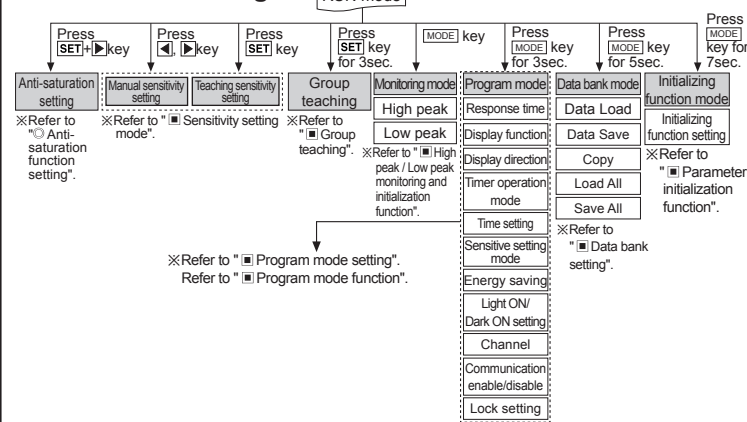 Press
SET+▶key
Press
◀, ▶key
Press
SET key
Press
SET key
for 3sec.
MODE key
Press
MODE key
for 3sec.
Press
MODE key
for 5sec.
Press
MODE
key for
7sec.
Anti-saturation
setting
※Refer to
"◎Anti-
saturation
function
setting".
Manual sensitivity
setting
Teaching sensitivity
setting
※Refer to "▣ Sensitivity setting
mode".
Group
teaching
※Refer to
"▣ Group
teaching".
Monitoring mode
High peak
Low peak
※Refer to "▣ High
peak / Low peak
monitoring and
initialization
function".
Program mode
Response time
Display function
Display direction
Timer operation
mode
Time setting
Sensitive setting
mode
Energy saving
Light ON/
Dark ON setting
Channel
Communication
enable/disable
Lock setting
Data bank mode
Data Load
Data Save
Copy
Load All
Save All
※Refer to
"▣ Data bank
setting".
Initializing
function mode
Initializing
function setting
※Refer to
"▣ Parameter
initialization
function".
※Refer to "▣ Program mode setting".
Refer to "▣ Program mode function".